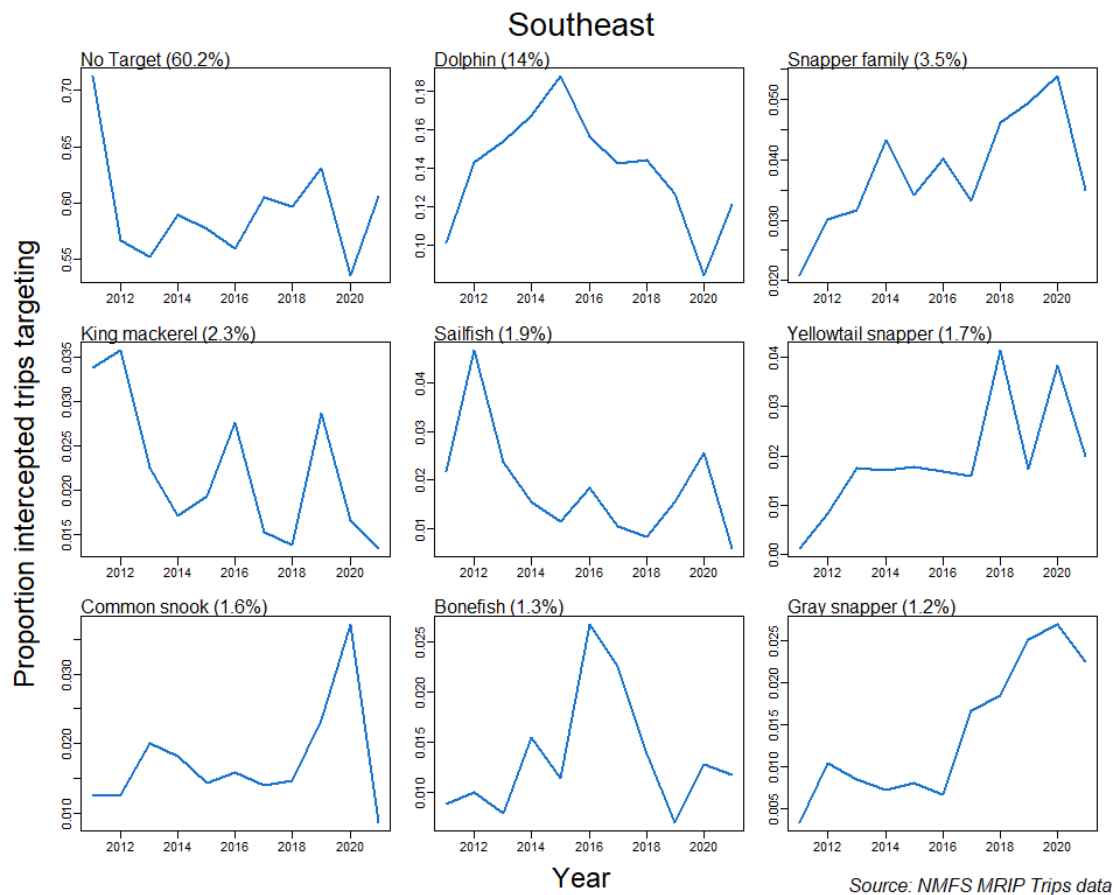 Southeast
Proportion intercepted trips targeting
No Target (60.2%)
0.70
0.65
0.60
0.55
2012 2014 2016 2018 2020
Dolphin (14%)
0.18
0.16
0.14
0.12
0.10
2012 2014 2016 2018 2020
Snapper family (3.5%)
0.050
0.040
0.030
0.020
2012 2014 2016 2018 2020
King mackerel (2.3%)
0.035
0.030
0.025
0.020
0.015
2012 2014 2016 2018 2020
Sailfish (1.9%)
0.04
0.03
0.02
0.01
2012 2014 2016 2018 2020
Yellowtail snapper (1.7%)
0.04
0.03
0.02
0.01
0.00
2012 2014 2016 2018 2020
Common snook (1.6%)
0.030
0.020
0.010
2012 2014 2016 2018 2020
Bonefish (1.3%)
0.025
0.015
0.010
2012 2014 2016 2018 2020
Gray snapper (1.2%)
0.025
0.020
0.015
0.010
0.005
2012 2014 2016 2018 2020
Year
Source: NMFS MRIP Trips data